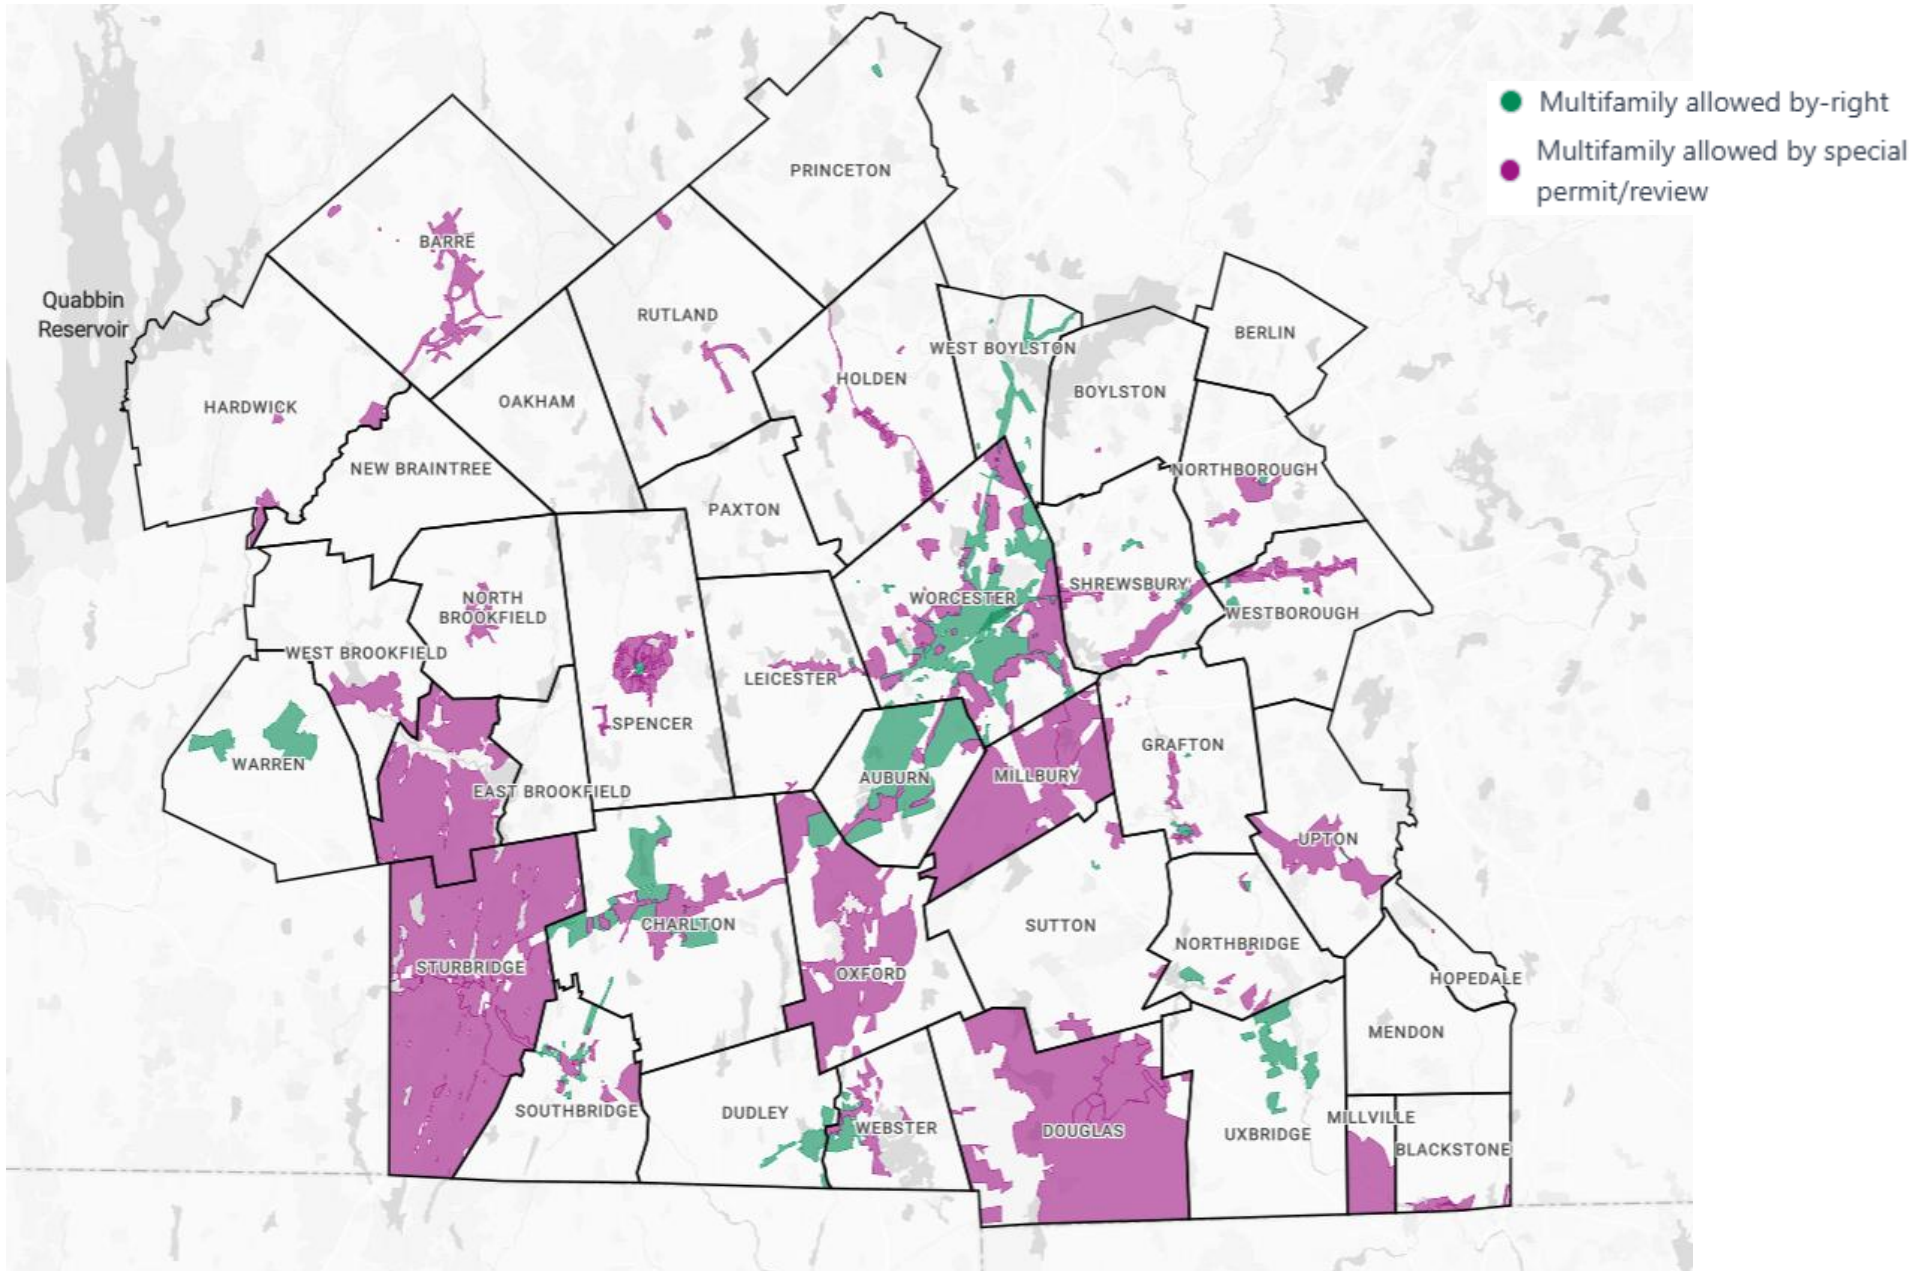 Multifamily allowed by-right
Multifamily allowed by special
permit/review
PRINCETON
BARRE
Quabbin
Reservoir
RUTLAND
BERLIN
WEST BOYLSTON
HOLDEN
BOYLSTON
HARDWICK
OAKHAM
NEW BRAINTREE
NORTHBOROUGH
PAXTON
SHREWSBURY
NORTH
BROOKFIELD
WORCESTER
WESTBOROUGH
WEST BROOKFIELD
LEICESTER
SPENCER
GRAFTON
WARREN
AUBURN
MILLBURY
EAST BROOKFIELD
UPTON
CHARLTON
SUTTON
NORTHBRIDGE
STURBRIDGE
OXFORD
HOPEDALE
MENDON
SOUTHBRIDGE
DUDLEY
WEBSTER
DOUGLAS
UXBRIDGE
MILLVILLE
BLACKSTONE